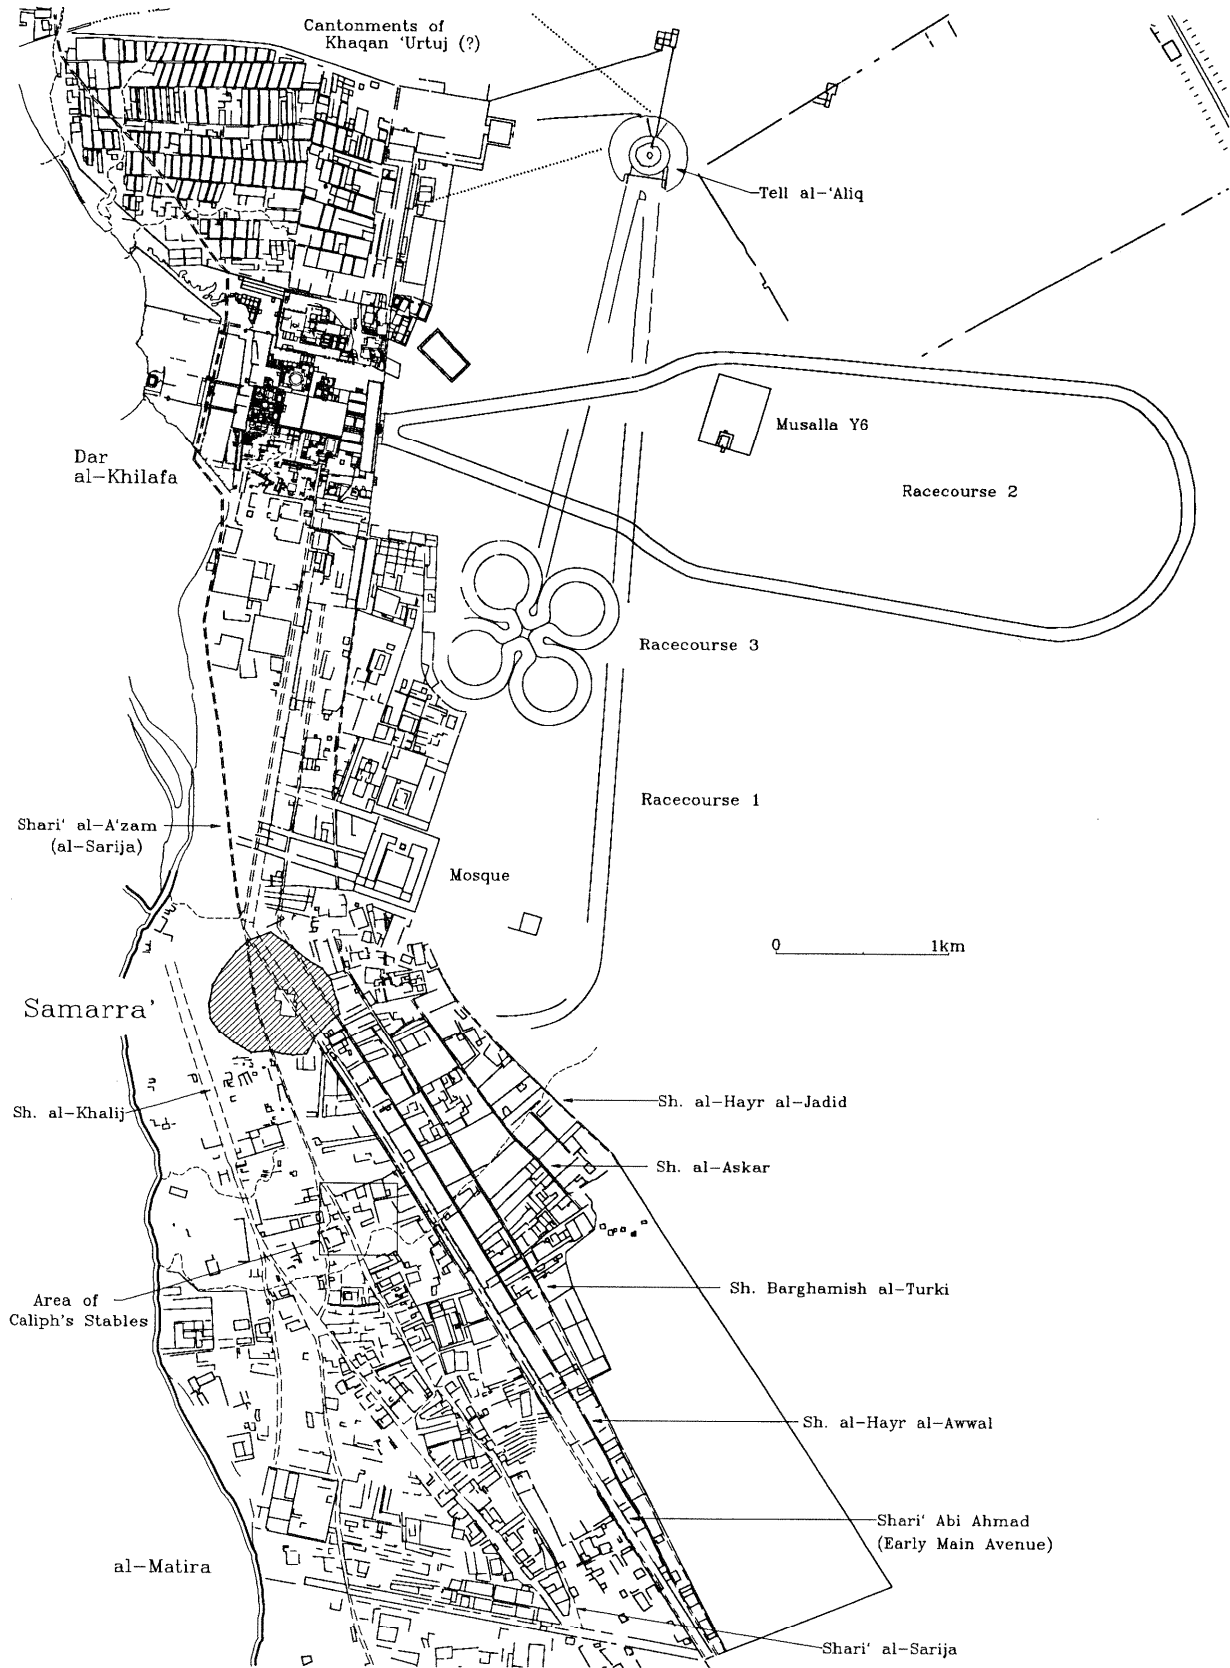 Cantonments of
Khaqan 'Urtuj (?)
Tell al-'Aliq
Musalla Y6
Dar
al-Khilafa
Racecourse 2
Racecourse 3
Racecourse 1
Shari' al-A'zam
(al-Sarija)
Mosque
0 1km
Samarra'
Sh. al-Khalij
Sh. al-Hayr al-Jadid
Sh. al-Askar
Sh. Barghamish al-Turki
Area of
Caliph's Stables
Sh. al-Hayr al-Awwal
Shari' Abi Ahmad
(Early Main Avenue)
al-Matira
Shari' al-Sarija